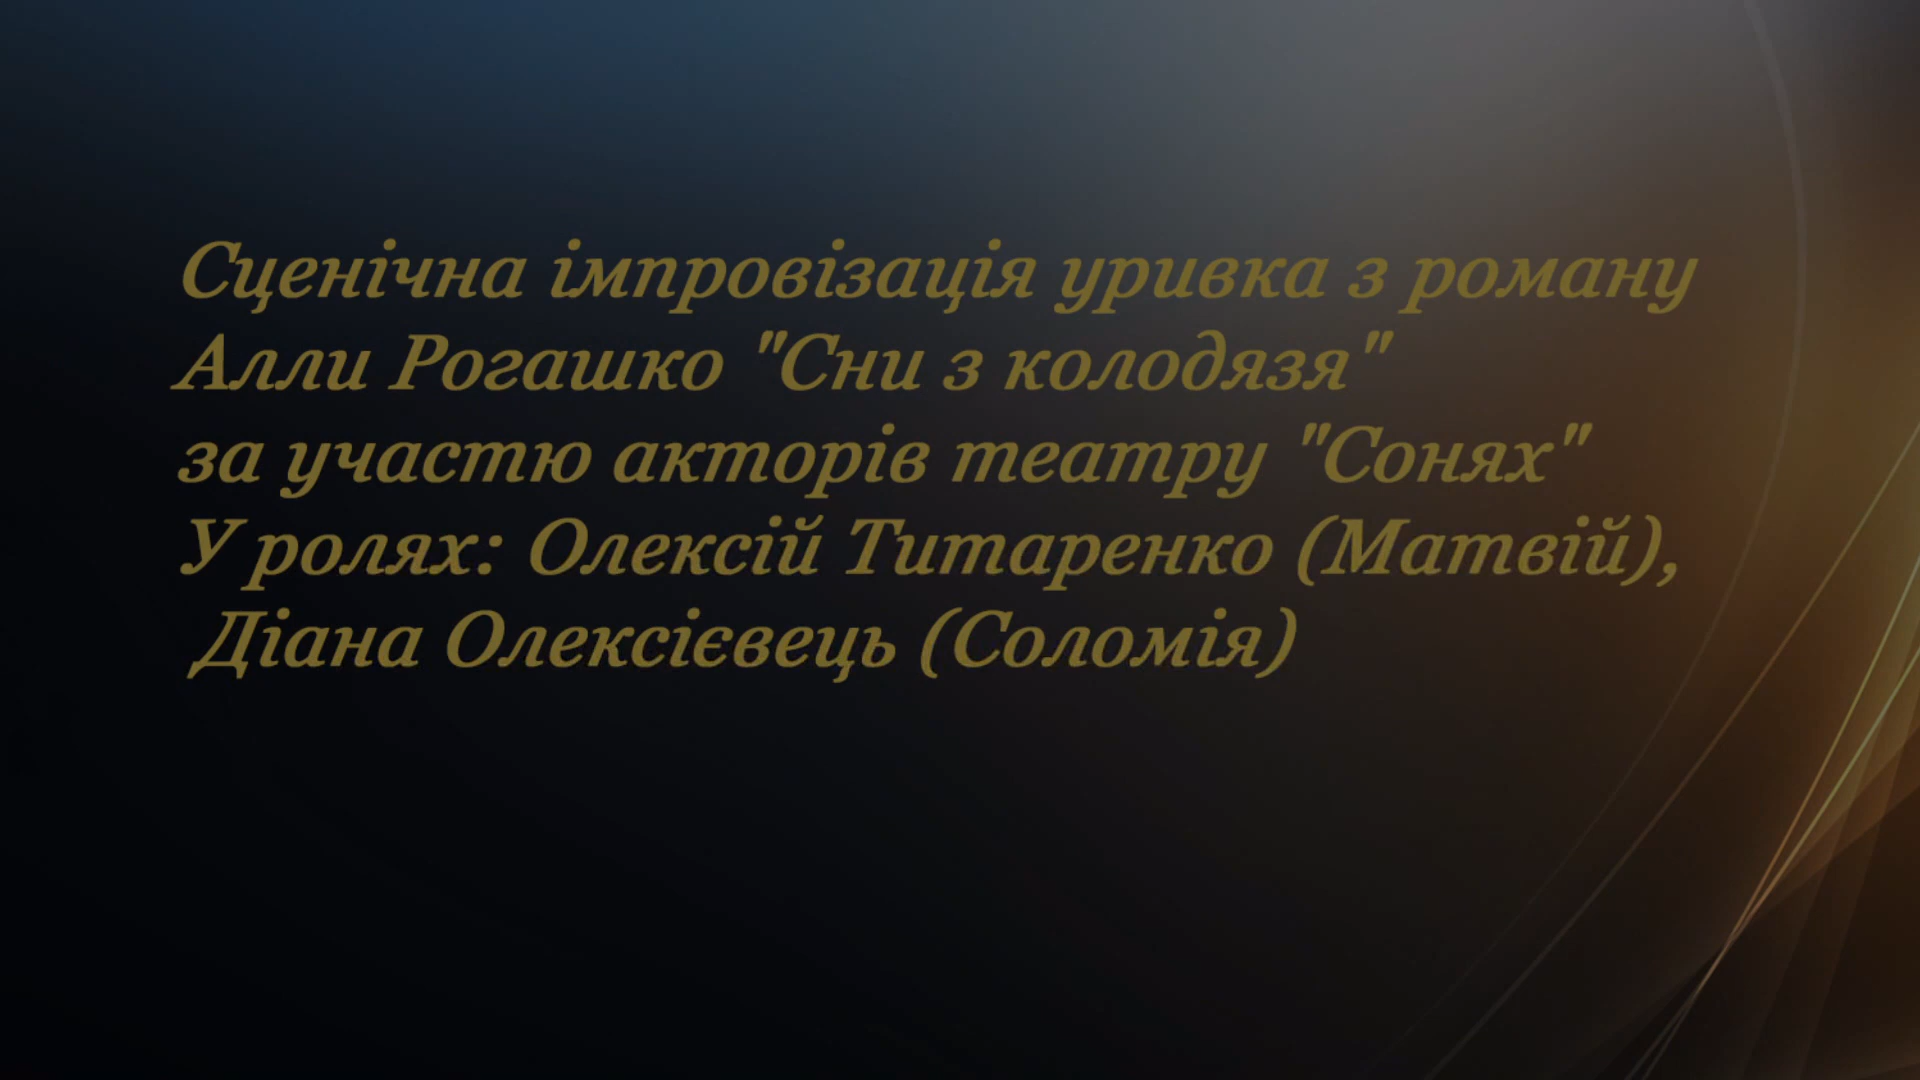 Сценічна імпровізація уривка з роману
Алли Рогашко "Сни з колодязя"
за участю акторів театру "Сонях"
У ролях: Олексій Титаренко (Матвій),
Діана Олексієвець (Соломія)